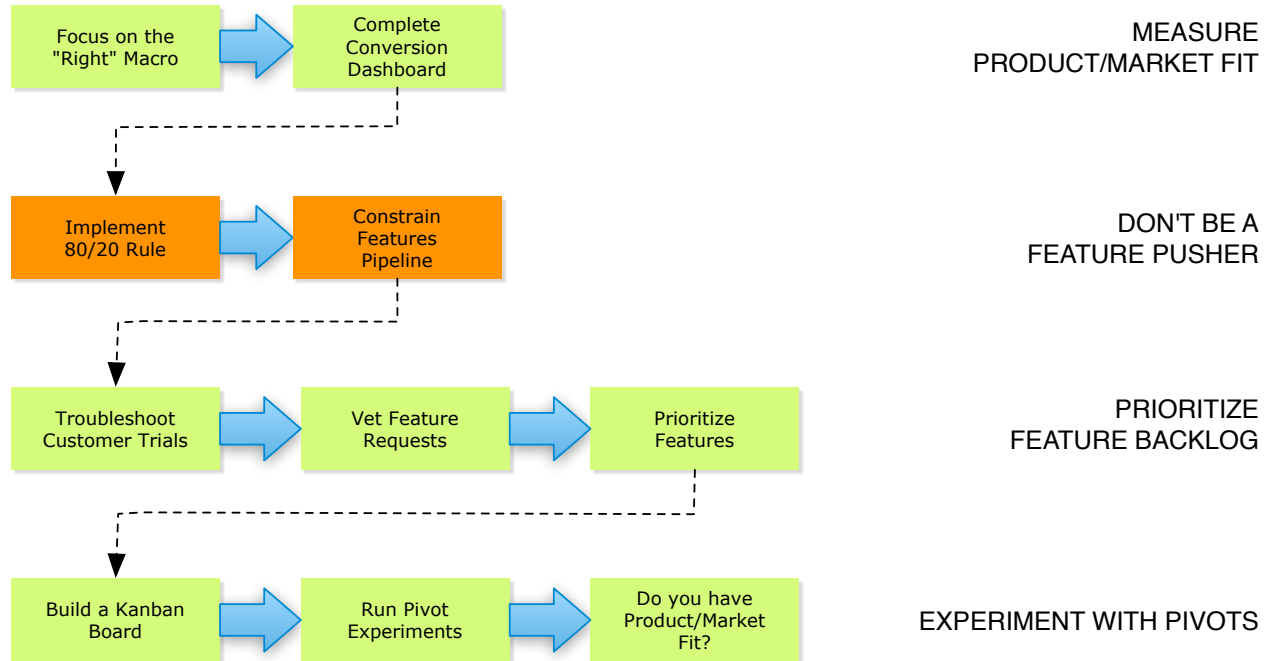 Focus on the
"Right" Macro
Complete
Conversion
Dashboard
MEASURE
PRODUCT/MARKET FIT
Implement
80/20 Rule
Constrain
Features
Pipeline
DON'T BE A
FEATURE PUSHER
Troubleshoot
Customer Trials
Vet Feature
Requests
Prioritize
Features
PRIORITIZE
FEATURE BACKLOG
Build a Kanban
Board
Run Pivot
Experiments
Do you have
Product/Market
Fit?
EXPERIMENT WITH PIVOTS